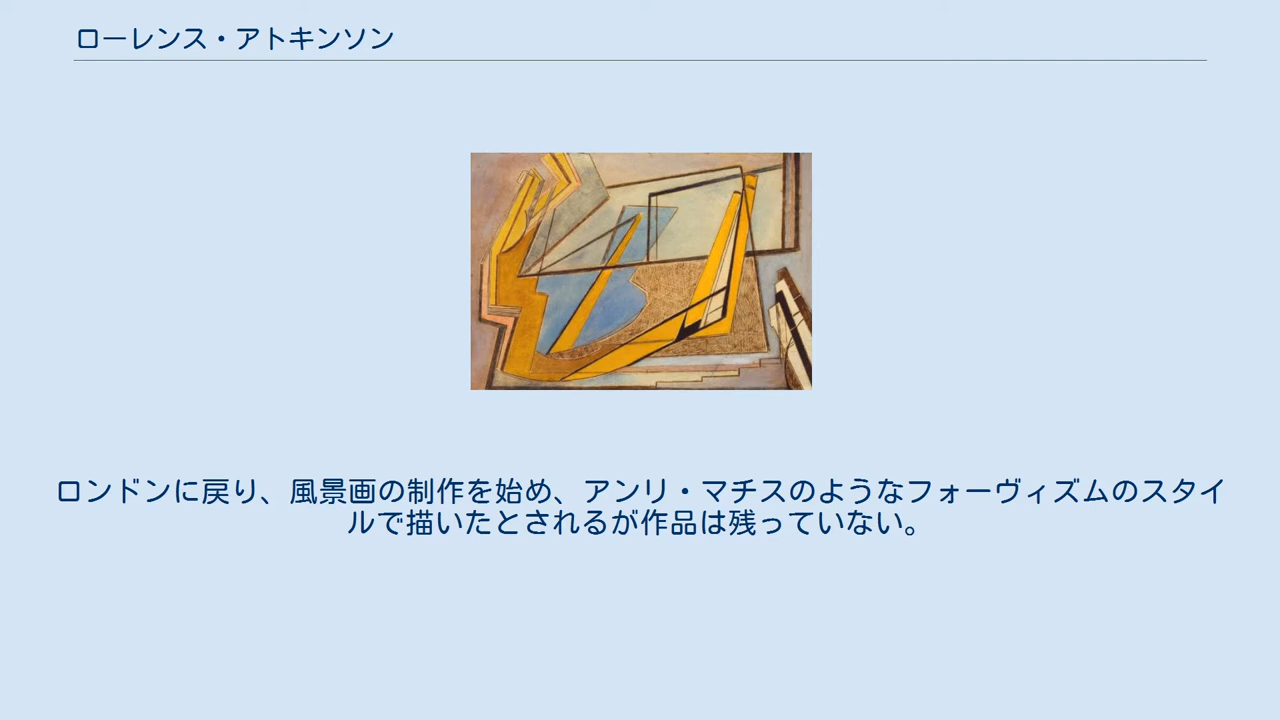 ローレンス・アトキンソン
ロンドンに戻り、風景画の制作を始め、アンリ・マチスのようなフォーヴィズムのスタイ
ルで描いたとされるが作品は残っていない。